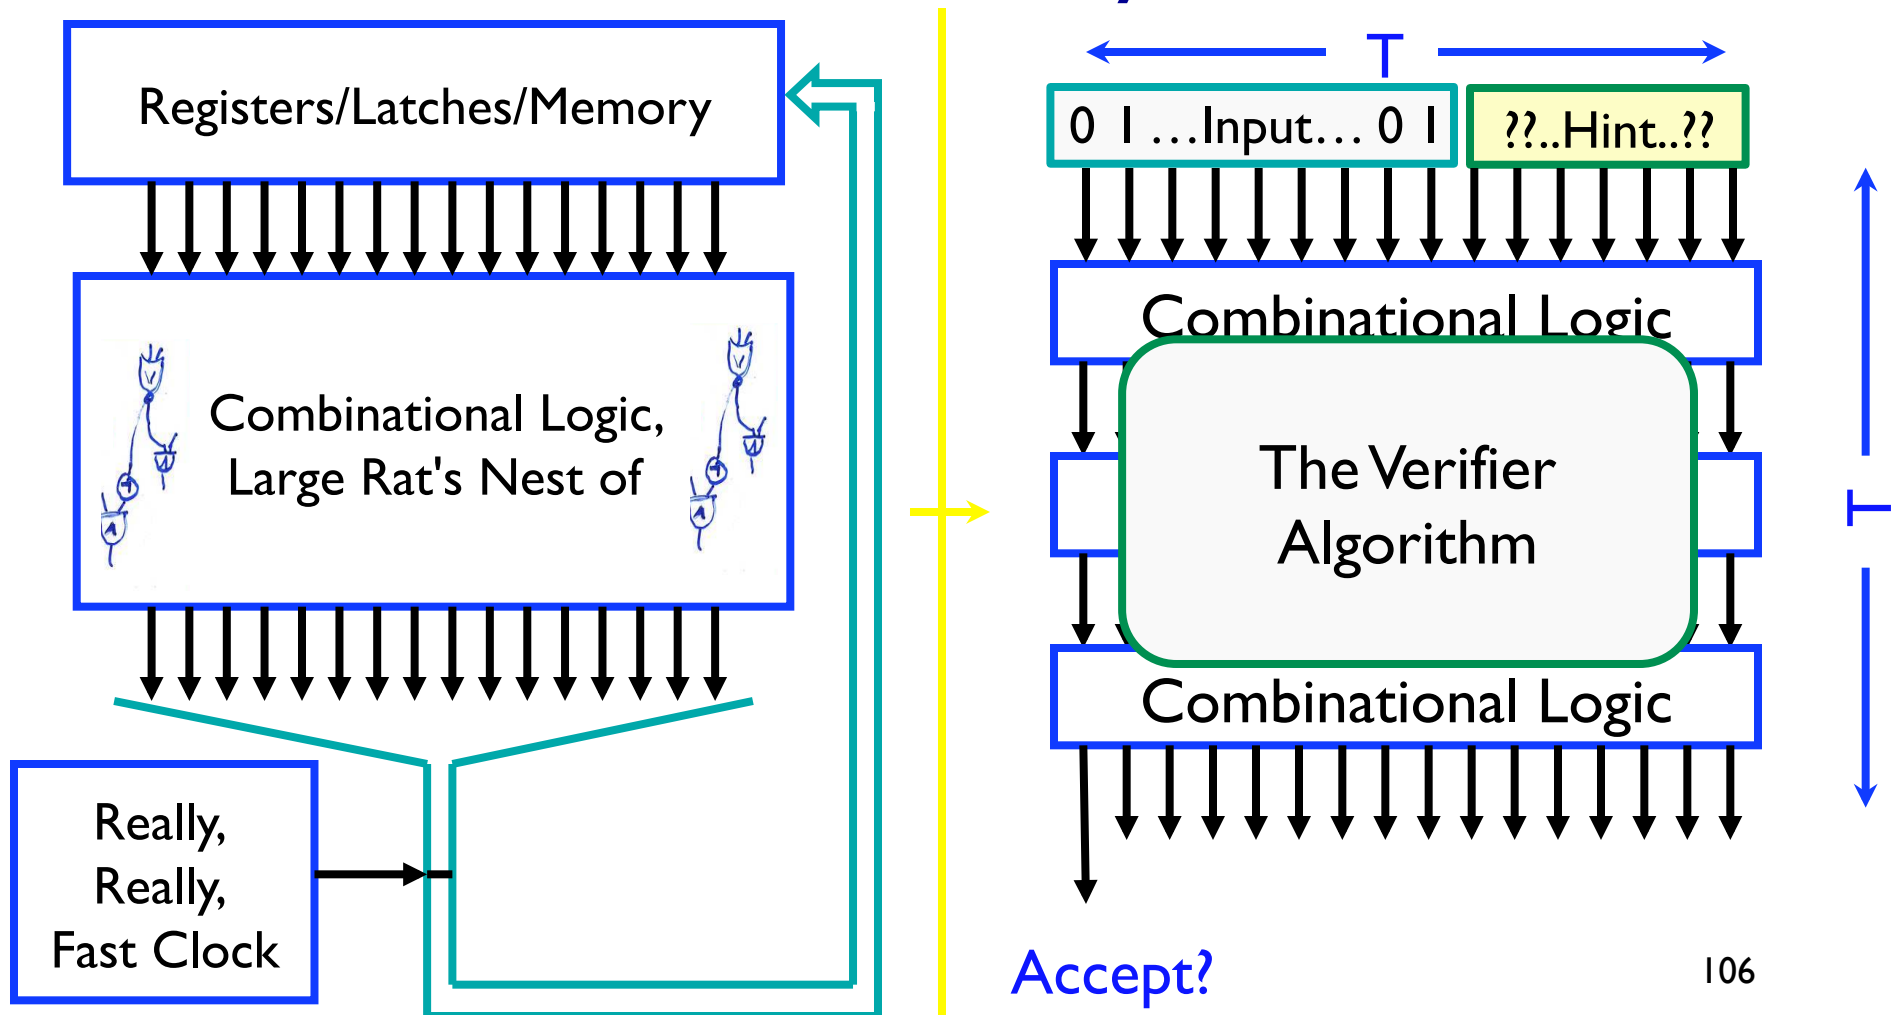 Registers/Latches/Memory
Combinational Logic,
Large Rat's Nest of
Really,
Really,
Fast Clock
T
0 1 …Input… 0 1
??..Hint..??
Combinational Logic
The Verifier
Algorithm
T
Combinational Logic
Accept?
106